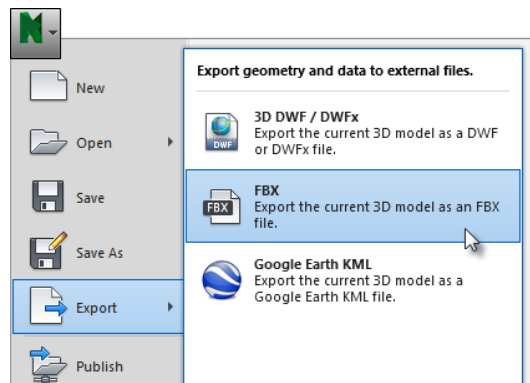 N
New
Open
Save
Save As
Export
Publish
Export geometry and data to external files.
DWF
3D DWF / DWFx
Export the current 3D model as a DWF
or DWFx file.
FBX
FBX
Export the current 3D model as an FBX
file.
Google Earth KML
Export the current 3D model as a
Google Earth KML file.